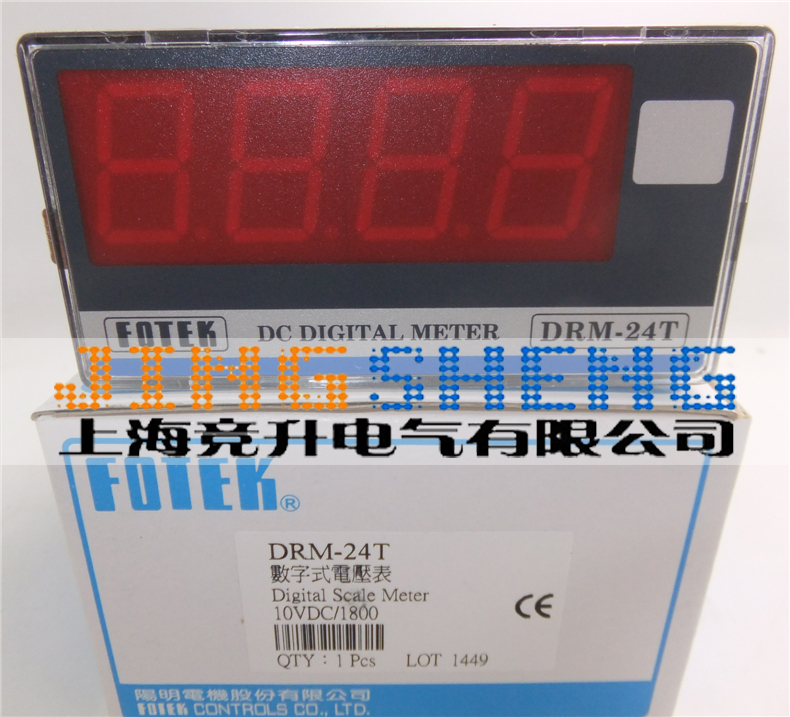 FOTEK DC DIGITAL METER DRM-24T
JINGSHENG
上海竞升电气有限公司
FOTEK®
DRM-24T
數字式電壓表
Digital Scale Meter
10VDC/1800
CE
QTY：1 Pcs LOT 1449
陽明電機股份有限公司
FOTEK CONTROLS CO., LTD.